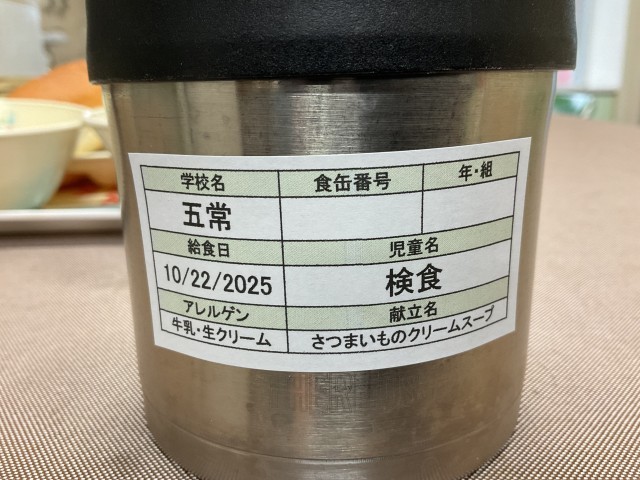 学校名 食缶番号 年・組
五常
給食日 児童名
10/22/2025 検食
アレルゲン 献立名
牛乳・生クリーム さつまいものクリームスープ